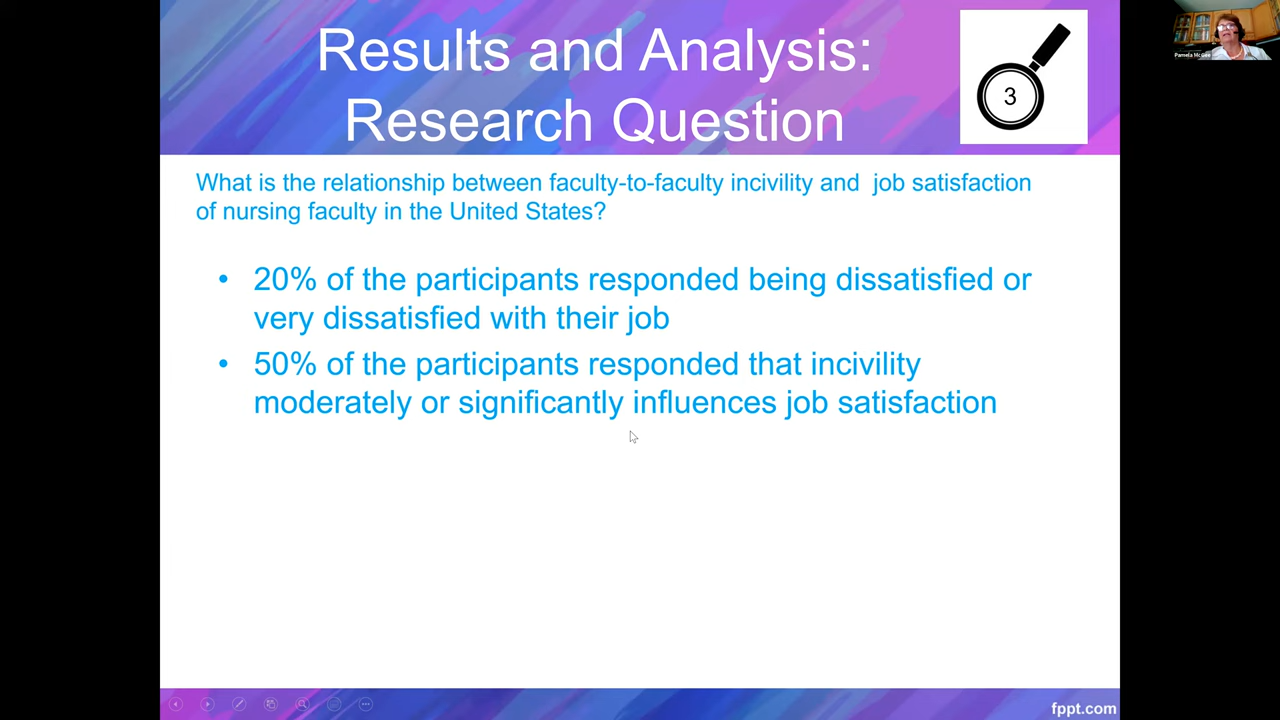 Results and Analysis:
Research Question
3
What is the relationship between faculty-to-faculty incivility and  job satisfaction
of nursing faculty in the United States?
• 20% of the participants responded being dissatisfied or
very dissatisfied with their job
• 50% of the participants responded that incivility
moderately or significantly influences job satisfaction
fppt.com
Pamela McGee